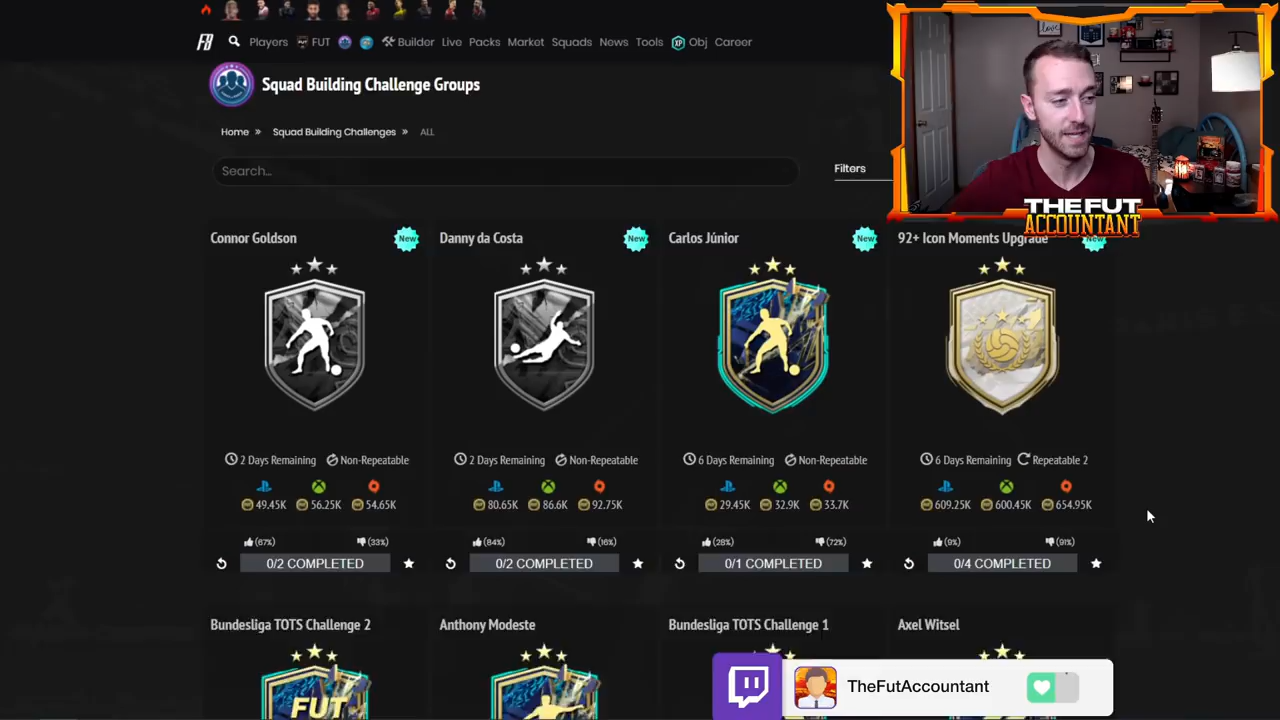 F8 Players FUT Builder Live Packs Market Squads News Tools XP Obj Career
Squad Building Challenge Groups
Home » Squad Building Challenges » ALL
Search...
Filters
THE FUT
ACCOUNTANT
Connor Goldson New
2 Days Remaining Non-Repeatable
49.45K 56.25K 54.65K
(67%) (33%)
0/2 COMPLETED
Danny da Costa New
2 Days Remaining Non-Repeatable
80.65K 86.6K 92.75K
(84%) (16%)
0/2 COMPLETED
Carlos Júnior New
6 Days Remaining Non-Repeatable
29.45K 32.9K 33.7K
(28%) (72%)
0/1 COMPLETED
92+ Icon Moments Upgrade New
6 Days Remaining Repeatable 2
609.25K 600.45K 654.95K
(9%) (91%)
0/4 COMPLETED
Bundesliga TOTS Challenge 2
FUT
Anthony Modeste
Bundesliga TOTS Challenge 1
Axel Witsel
TheFutAccountant